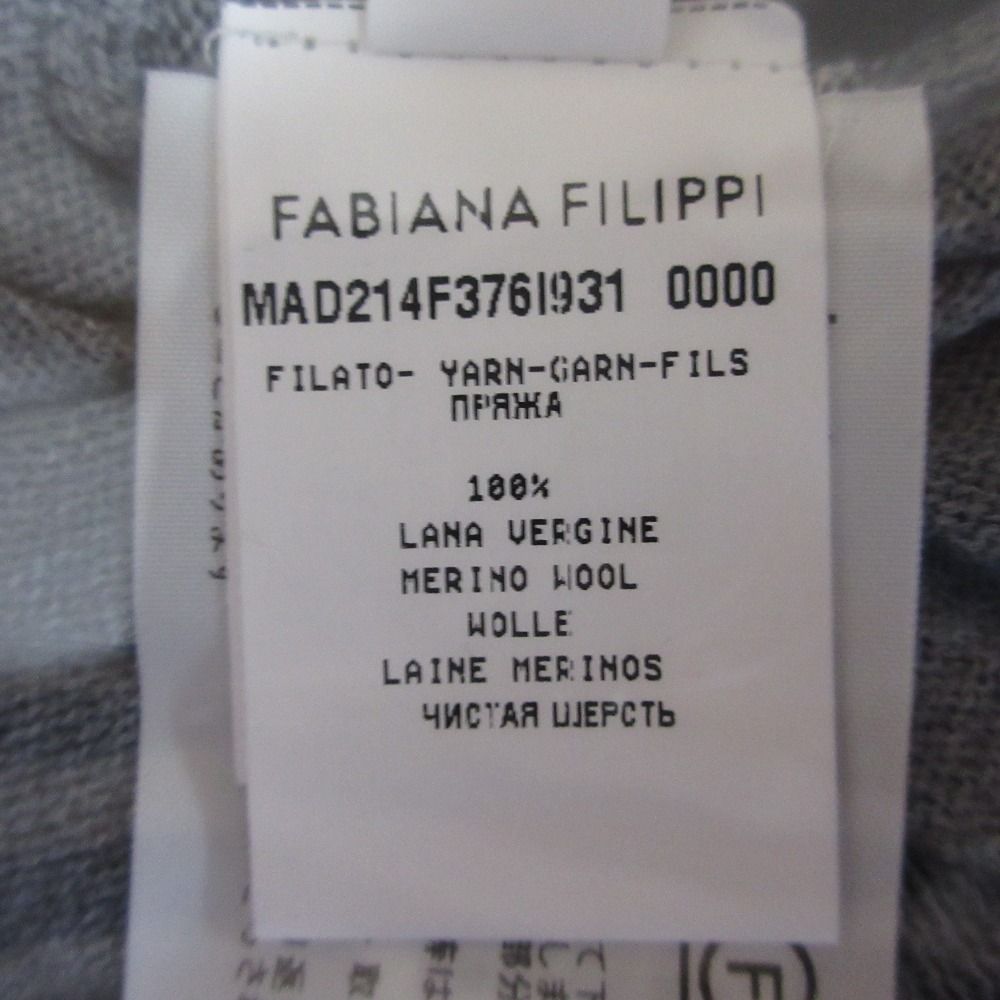 FABIANA FILIPPI
MAD214F376I931 0000
FILATO- YARN-GARN-FILS
ПРЯЖА
100%
LANA VERGINE
MERINO WOOL
WOLLE
LAINE MERINOS
ЧИСТАЯ ШЕРСТЬ